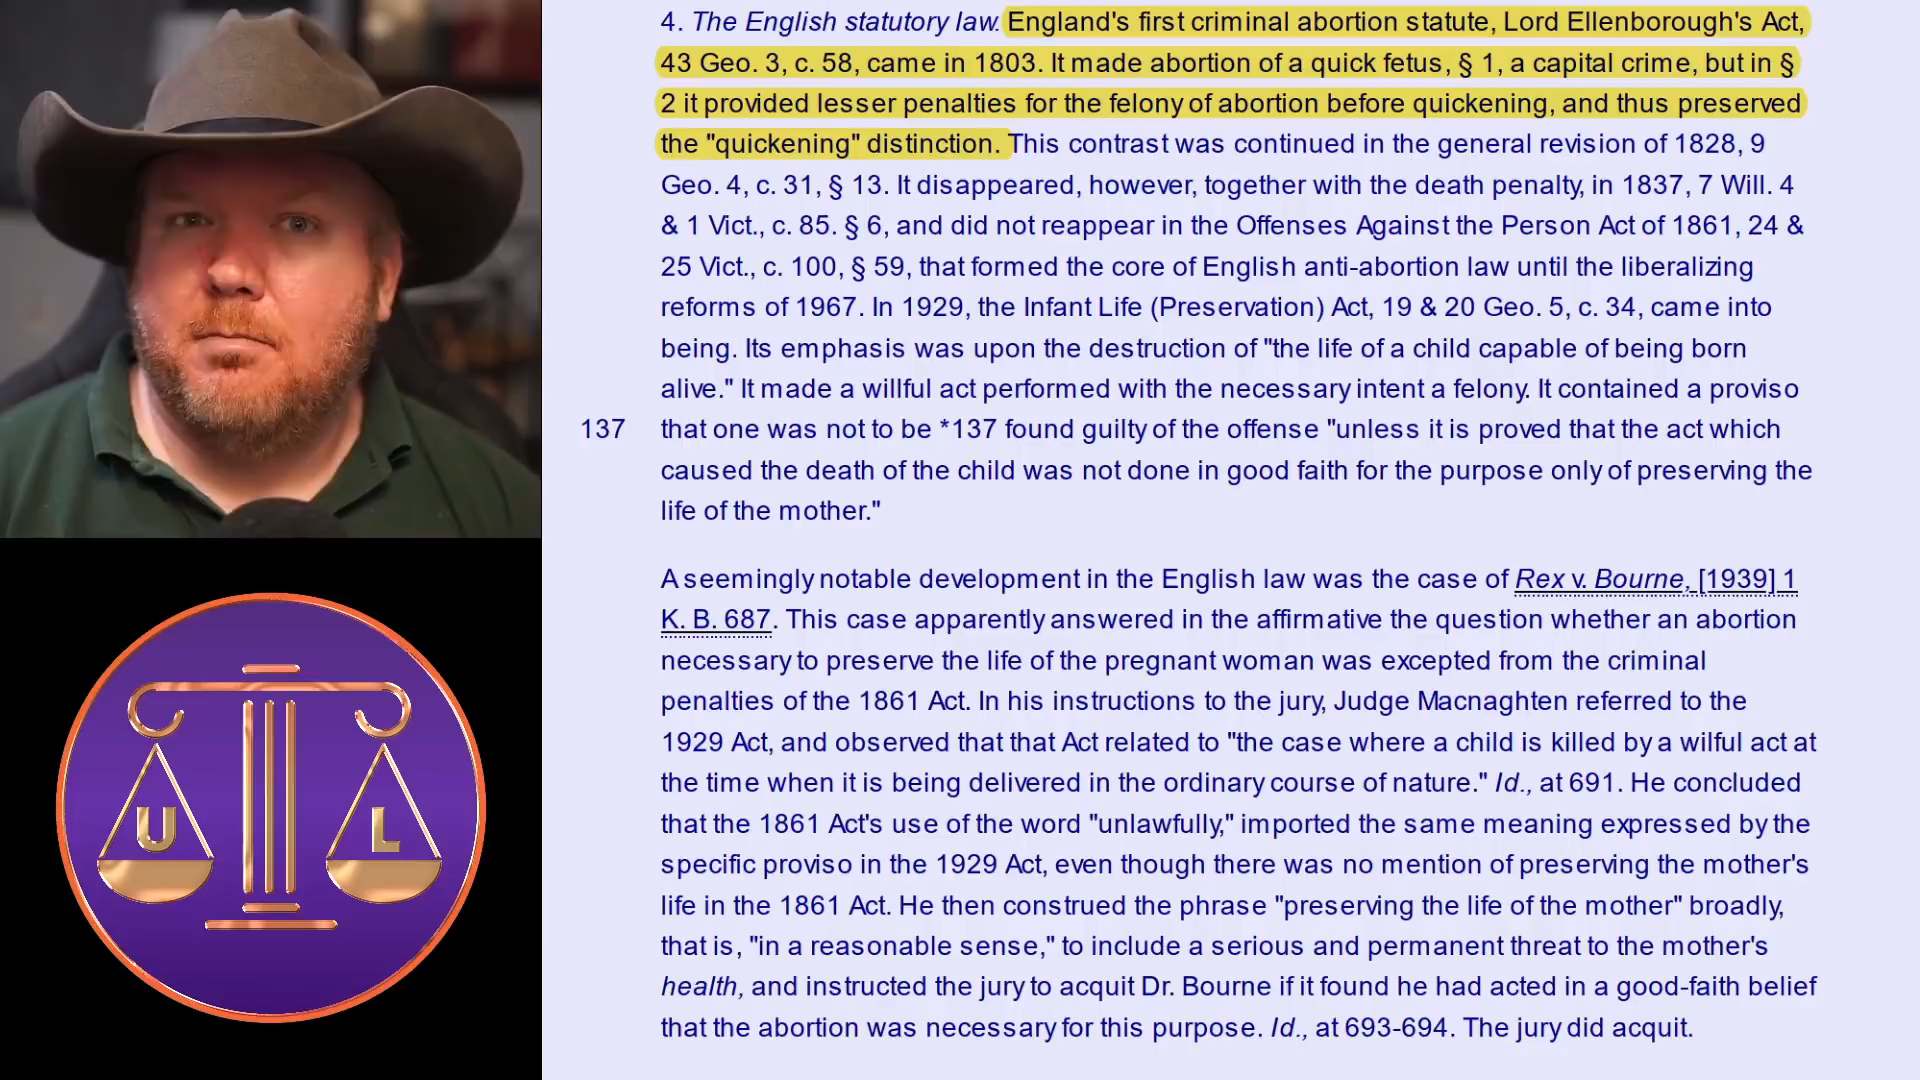 4. The English statutory law. England's first criminal abortion statute, Lord Ellenborough's Act,
43 Geo. 3, c. 58, came in 1803. It made abortion of a quick fetus, § 1, a capital crime, but in §
2 it provided lesser penalties for the felony of abortion before quickening, and thus preserved
the "quickening" distinction. This contrast was continued in the general revision of 1828, 9
Geo. 4, c. 31, § 13. It disappeared, however, together with the death penalty, in 1837, 7 Will. 4
& 1 Vict., c. 85. § 6, and did not reappear in the Offenses Against the Person Act of 1861, 24 &
25 Vict., c. 100, § 59, that formed the core of English anti-abortion law until the liberalizing
reforms of 1967. In 1929, the Infant Life (Preservation) Act, 19 & 20 Geo. 5, c. 34, came into
being. Its emphasis was upon the destruction of "the life of a child capable of being born
alive." It made a willful act performed with the necessary intent a felony. It contained a proviso
137 that one was not to be *137 found guilty of the offense "unless it is proved that the act which
caused the death of the child was not done in good faith for the purpose only of preserving the
life of the mother."
A seemingly notable development in the English law was the case of Rex v. Bourne, [1939] 1
K. B. 687. This case apparently answered in the affirmative the question whether an abortion
necessary to preserve the life of the pregnant woman was excepted from the criminal
penalties of the 1861 Act. In his instructions to the jury, Judge Macnaghten referred to the
1929 Act, and observed that that Act related to "the case where a child is killed by a wilful act at
the time when it is being delivered in the ordinary course of nature." Id., at 691. He concluded
that the 1861 Act's use of the word "unlawfully," imported the same meaning expressed by the
specific proviso in the 1929 Act, even though there was no mention of preserving the mother's
life in the 1861 Act. He then construed the phrase "preserving the life of the mother" broadly,
that is, "in a reasonable sense," to include a serious and permanent threat to the mother's
health, and instructed the jury to acquit Dr. Bourne if it found he had acted in a good-faith belief
that the abortion was necessary for this purpose. Id., at 693-694. The jury did acquit.
U L